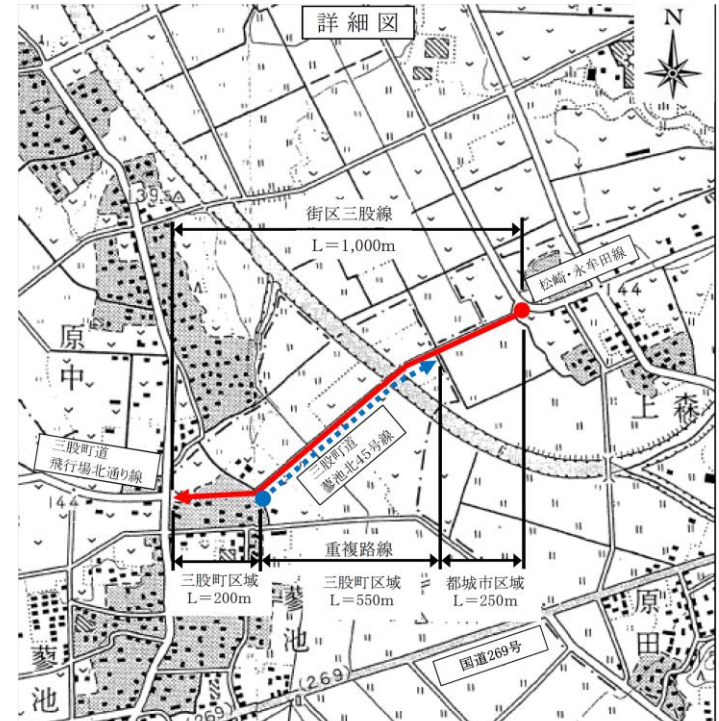 詳細図
N
139.5
街区三股線
L＝1,000m
松崎・永牟田線
144
原中
上森
三股町道
飛行場北通り線
三股町道
蓼池北45号線
144
重複路線
三股町区域
L＝200m
三股町区域
L＝550m
都城市区域
L＝250m
蓼池
蓼池
原田
国道269号
(269)
(269)